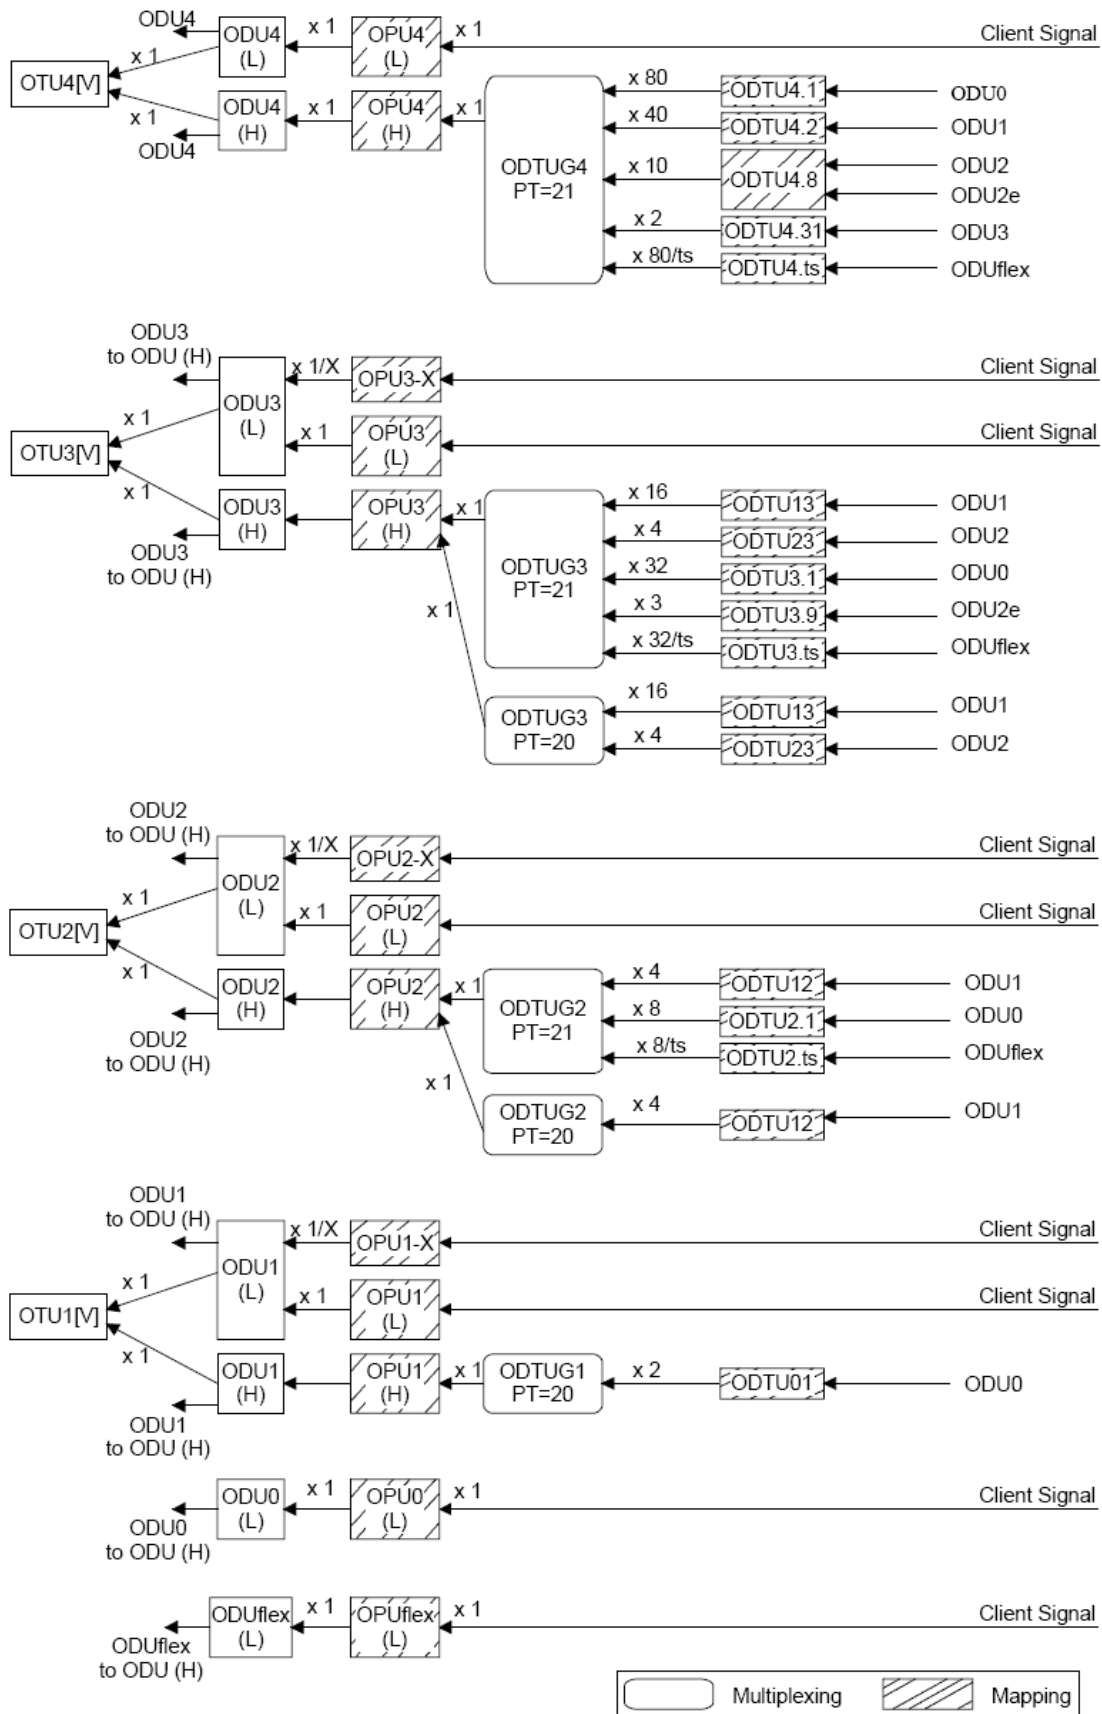 ODU4
x 1
ODU4
(L)
x 1
OPU4
(L)
x 1
Client Signal
OTU4[V]
x 1
ODU4
ODU4
(H)
x 1
OPU4
(H)
x 1
ODTUG4
PT=21
x 80
ODTU4.1
ODU0
x 40
ODTU4.2
ODU1
x 10
ODTU4.8
ODU2
ODU2e
x 2
ODTU4.31
ODU3
x 80/ts
ODTU4.ts
ODUflex
ODU3
to ODU (H)
x 1
ODU3
(L)
x 1/X
OPU3-X
Client Signal
x 1
OPU3
(L)
Client Signal
OTU3[V]
x 1
ODU3
to ODU (H)
ODU3
(H)
OPU3
(H)
x 1
x 1
ODTUG3
PT=21
x 16
ODTU13
ODU1
x 4
ODTU23
ODU2
x 32
ODTU3.1
ODU0
x 3
ODTU3.9
ODU2e
x 32/ts
ODTU3.ts
ODUflex
ODTUG3
PT=20
x 16
ODTU13
ODU1
x 4
ODTU23
ODU2
ODU2
to ODU (H)
x 1
ODU2
(L)
x 1/X
OPU2-X
Client Signal
x 1
OPU2
(L)
Client Signal
OTU2[V]
x 1
ODU2
to ODU (H)
ODU2
(H)
OPU2
(H)
x 1
x 1
ODTUG2
PT=21
x 4
ODTU12
ODU1
x 8
ODTU2.1
ODU0
x 8/ts
ODTU2.ts
ODUflex
ODTUG2
PT=20
x 4
ODTU12
ODU1
ODU1
to ODU (H)
x 1
ODU1
(L)
x 1/X
OPU1-X
Client Signal
x 1
OPU1
(L)
Client Signal
OTU1[V]
x 1
ODU1
to ODU (H)
ODU1
(H)
OPU1
(H)
x 1
ODTUG1
PT=20
x 2
ODTU01
ODU0
ODU0
to ODU (H)
ODU0
(L)
x 1
OPU0
(L)
x 1
Client Signal
ODUflex
to ODU (H)
ODUflex
(L)
x 1
OPUflex
(L)
x 1
Client Signal
Multiplexing
Mapping